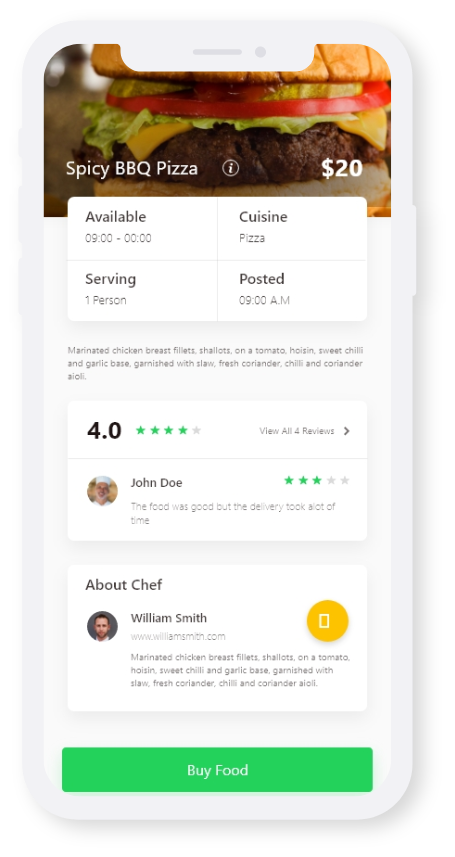 Spicy BBQ Pizza
$20
Available
Cuisine
09:00 - 00:00
Pizza
Serving
Posted
1 Person
09:00 A.M
Marinated chicken breast fillets, shallots, on a tomato, hoisin, sweet chilli
and garlic base, garnished with slaw, fresh coriander, chilli and coriander
aioli.
4.0
View All 4 Reviews
John Doe
The food was good but the delivery took alot of
time
About Chef
William Smith
www.williamsmith.com
Marinated chicken breast fillets, shallots, on a tomato,
hoisin, sweet chilli and garlic base, garnished with
slaw, fresh coriander, chilli and coriander aioli.
Buy Food